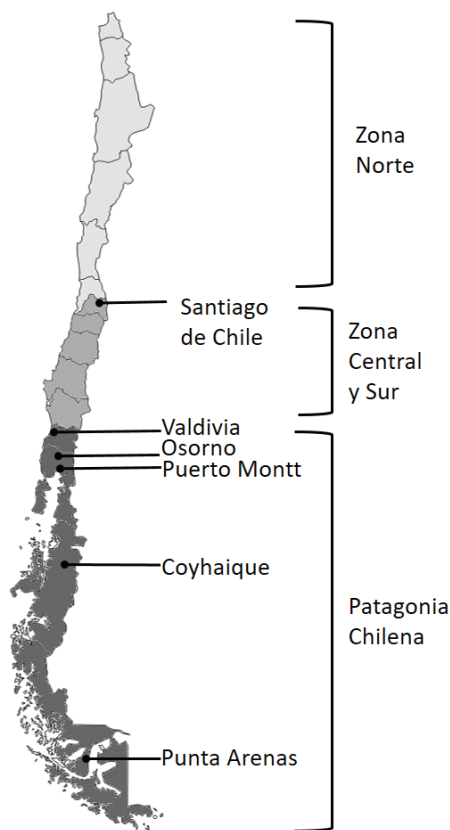 Zona
Norte
Santiago
de Chile
Zona
Central
y Sur
Valdivia
Osorno
Puerto Montt
Coyhaique
Patagonia
Chilena
Punta Arenas